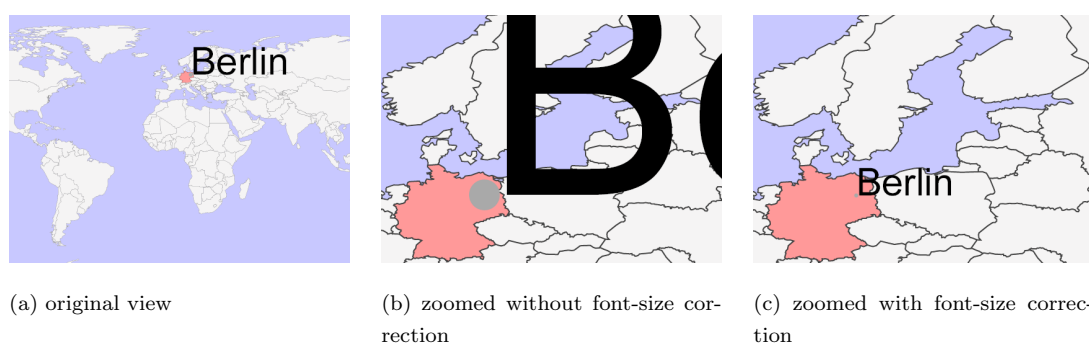 Berlin
Be
Berlin
(a) original view
(b) zoomed without font-size cor-
rection
(c) zoomed with font-size correc-
tion